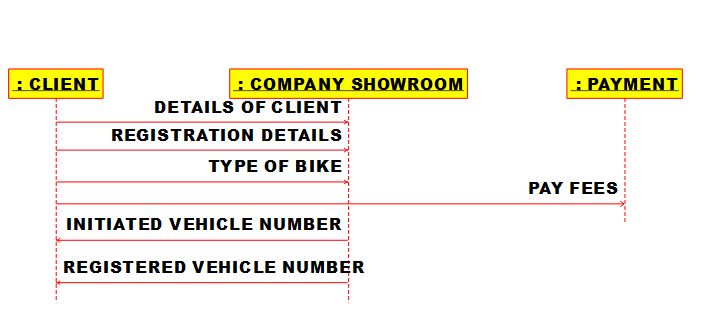 : CLIENT
: COMPANY SHOWROOM
: PAYMENT
DETAILS OF CLIENT
REGISTRATION DETAILS
TYPE OF BIKE
PAY FEES
INITIATED VEHICLE NUMBER
REGISTERED VEHICLE NUMBER